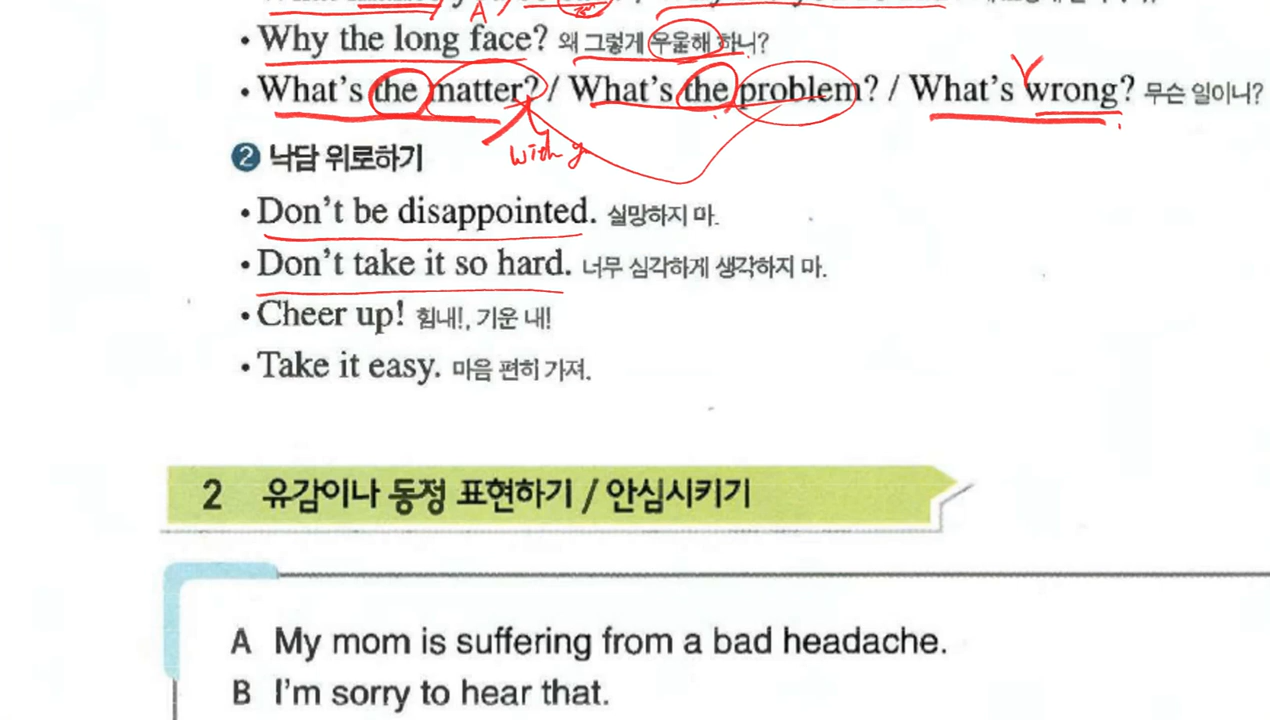 • Why the long face? 왜 그렇게 우울해 하니?
• What's the matter? / What's the problem? / What's wrong? 무슨 일이니?
with
2 낙담 위로하기
• Don't be disappointed. 실망하지 마.
• Don't take it so hard. 너무 심각하게 생각하지 마.
• Cheer up! 힘내!, 기운 내!
• Take it easy. 마음 편히 가져.
2 유감이나 동정 표현하기 / 안심시키기
A My mom is suffering from a bad headache.
B I'm sorry to hear that.